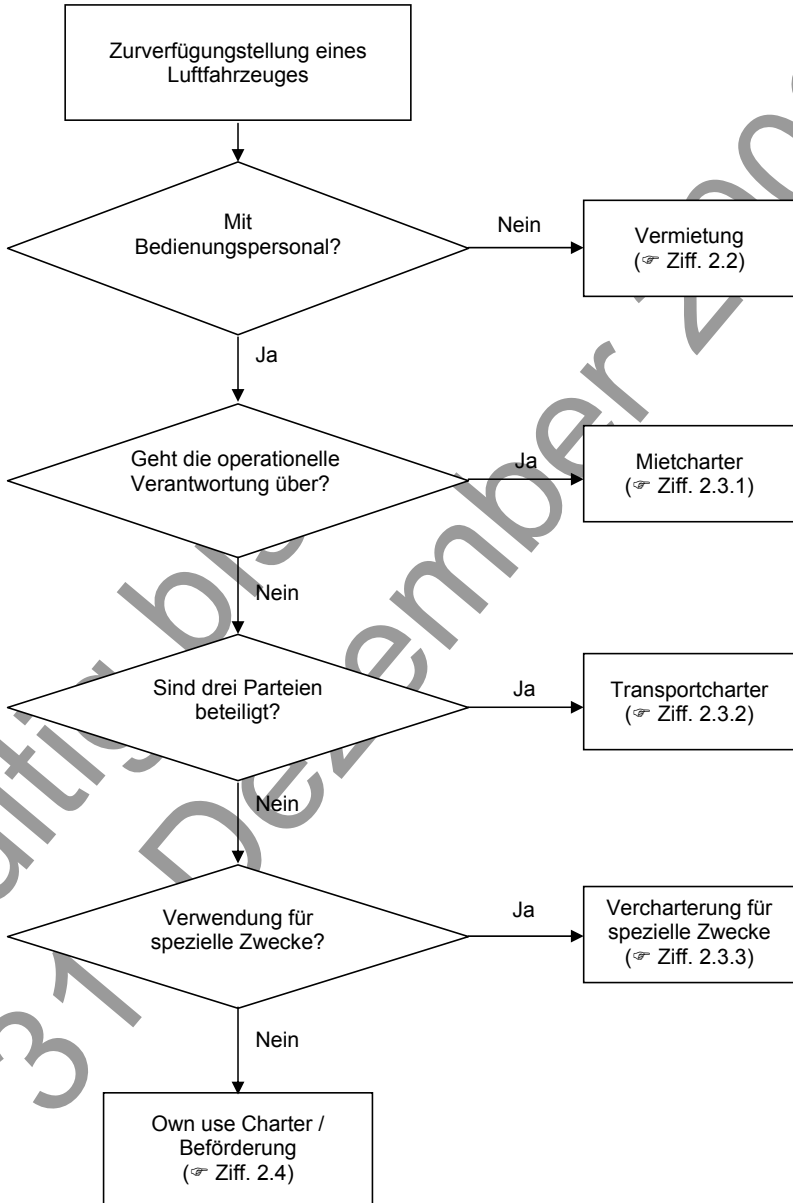 Zurverfügungstellung eines
Luftfahrzeuges
Mit
Bedienungspersonal?
Nein
Vermietung
(☞ Ziff. 2.2)
Ja
Geht die operationelle
Verantwortung über?
Ja
Mietcharter
(☞ Ziff. 2.3.1)
Nein
Sind drei Parteien
beteiligt?
Ja
Transportcharter
(☞ Ziff. 2.3.2)
Nein
Verwendung für
spezielle Zwecke?
Ja
Vercharterung für
spezielle Zwecke
(☞ Ziff. 2.3.3)
Nein
Own use Charter /
Beförderung
(☞ Ziff. 2.4)
31 Dezember